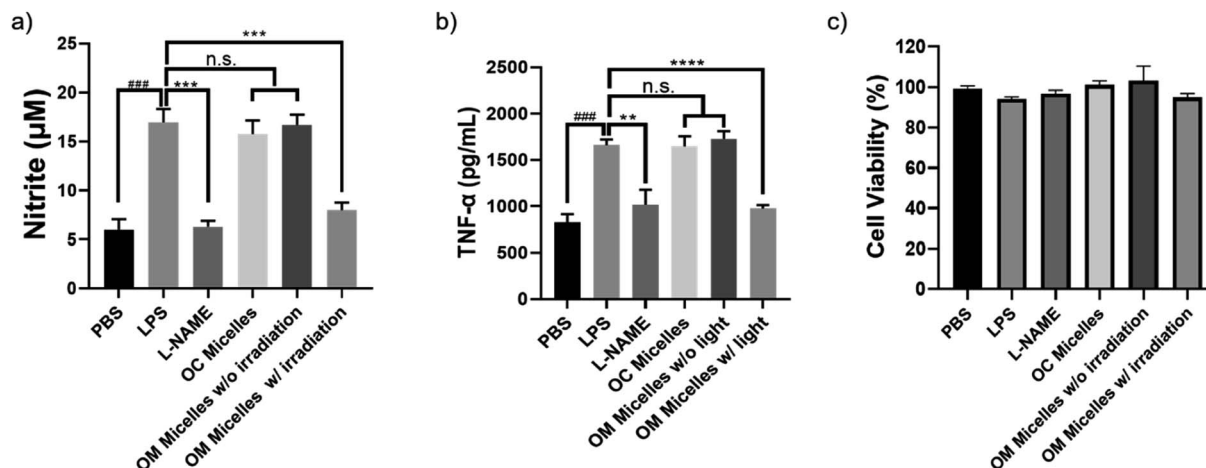 a)
Nitrite (μM)
25
20
15
10
5
0
***
n.s.
###
***
PBS
LPS
L-NAME
OC Micelles
OM Micelles w/o irradiation
OM Micelles w/ irradiation
b)
TNF-α (pg/mL)
2500
2000
1500
1000
500
0
****
n.s.
###
**
PBS
LPS
L-NAME
OC Micelles
OM Micelles w/o light
OM Micelles w/ light
c)
Cell Viability (%)
120
100
80
60
40
20
0
PBS
LPS
L-NAME
OC Micelles
OM Micelles w/o irradiation
OM Micelles w/ irradiation